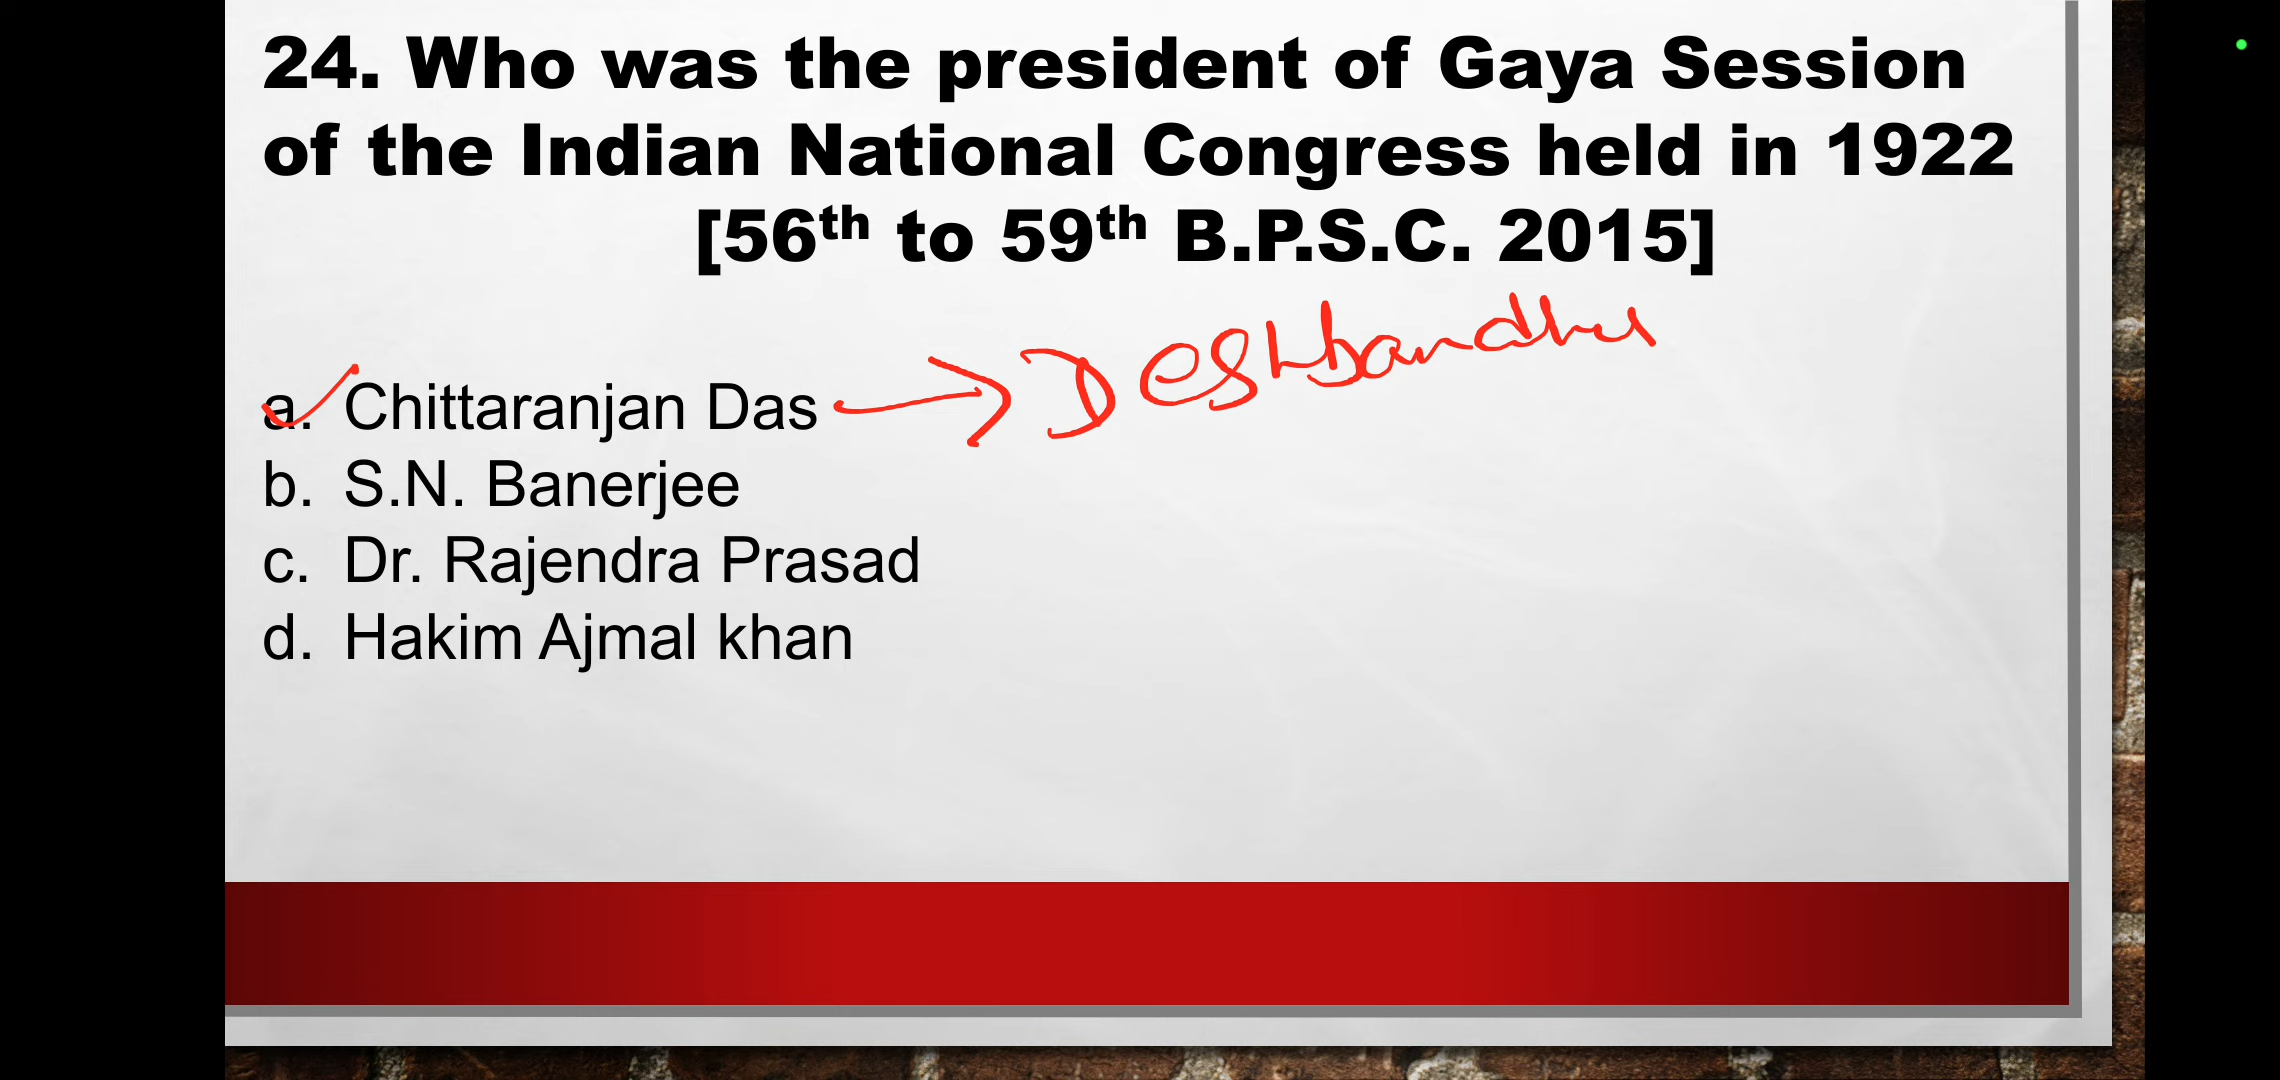 24. Who was the president of Gaya Session
of the Indian National Congress held in 1922
[56th to 59th B.P.S.C. 2015]
a. Chittaranjan Das → Deshbandhu
b. S.N. Banerjee
c. Dr. Rajendra Prasad
d. Hakim Ajmal khan